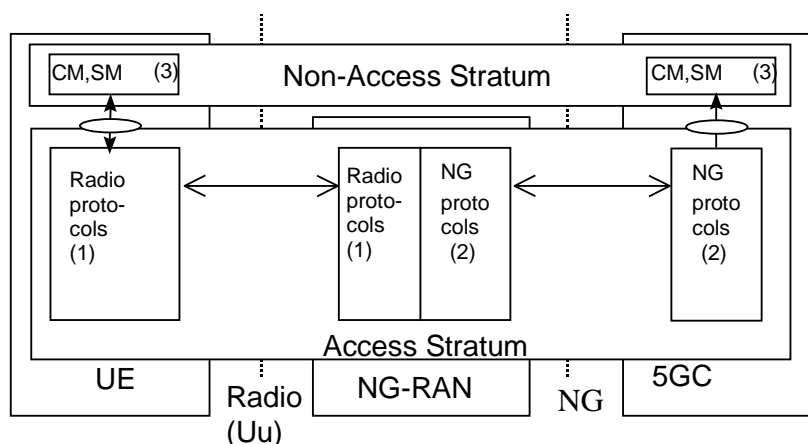 CM,SM (3)
Non-Access Stratum
CM,SM (3)
Radio
proto-
cols
(1)
Radio
proto-
cols
(1)
NG
proto
cols
(2)
NG
proto
cols
(2)
Access Stratum
UE
Radio
(Uu)
NG-RAN
NG
5GC